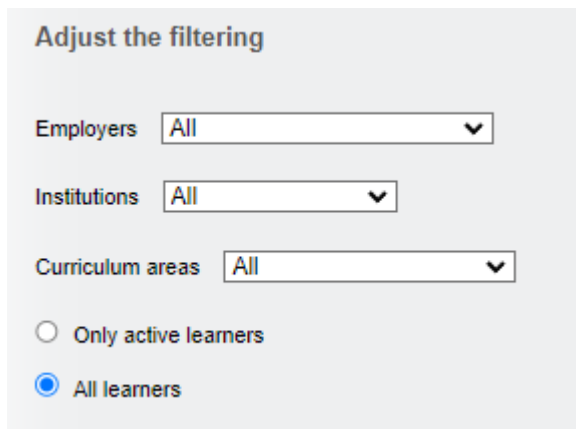 Adjust the filtering
Employers All
Institutions All
Curriculum areas All
Only active learners
All learners